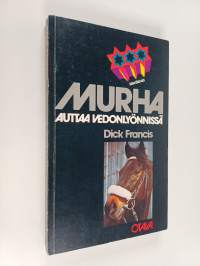 MURHA
AUTTAA VEDONLYÖNNISSÄ
Dick Francis
OTAVA